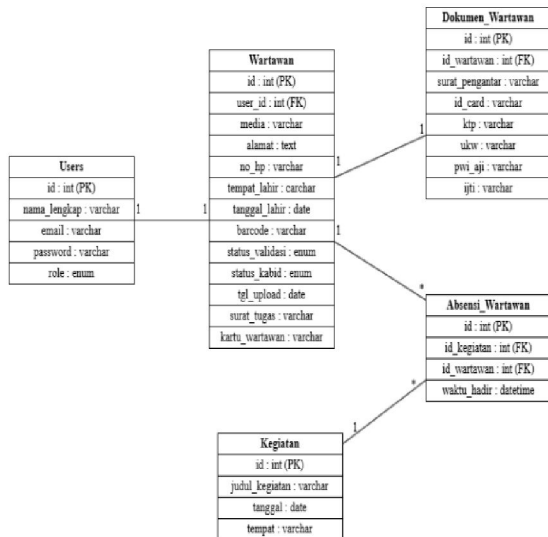 Dokumen_Wartawan
id : int (PK)
id_wartawan : int (FK)
surat_pengantar : varchar
id_card : varchar
ktp : varchar
ukw : varchar
pwi_aji : varchar
ijti : varchar
Wartawan
id : int (PK)
user_id : int (FK)
media : varchar
alamat : text
no_hp : varchar
tempat_lahir : carchar
tanggal_lahir : date
barcode : varchar
status_validasi : enum
status_kabid : enum
tgl_upload : date
surat_tugas : varchar
kartu_wartawan : varchar
Users
id : int (PK)
nama_lengkap : varchar
email : varchar
password : varchar
role : enum
1
1
1
1
1
*
Absensi_Wartawan
id : int (PK)
id_kegiatan : int (FK)
id_wartawan : int (FK)
waktu_hadir : datetime
*
1
Kegiatan
id : int (PK)
judul_kegiatan : varchar
tanggal : date
tempat : varchar